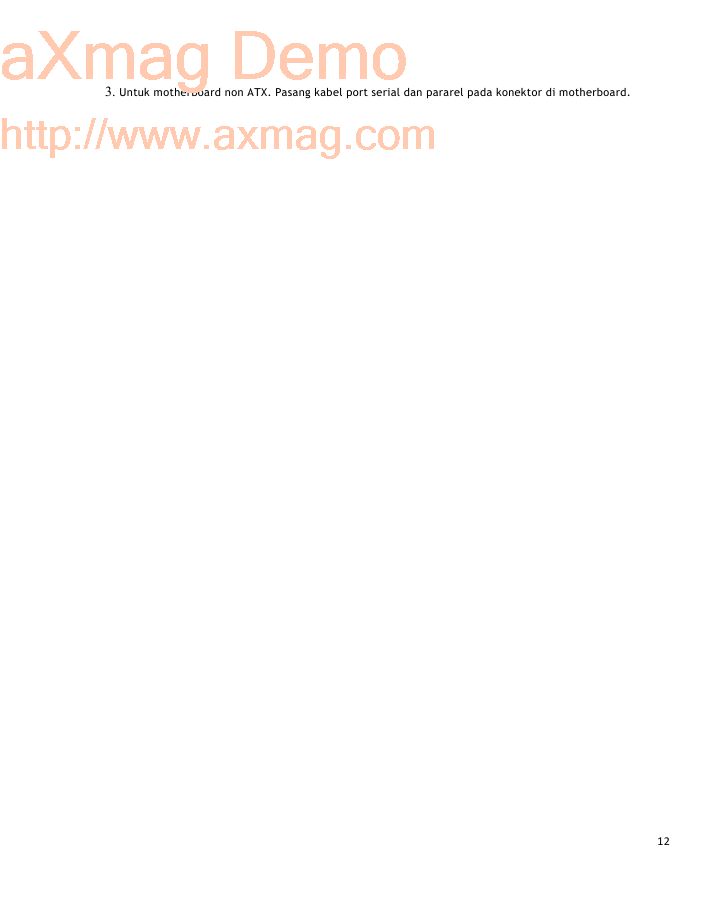 aXmag Demo
3. Untuk motherboard non ATX. Pasang kabel port serial dan pararel pada konektor di motherboard.
http://www.axmag.com
12